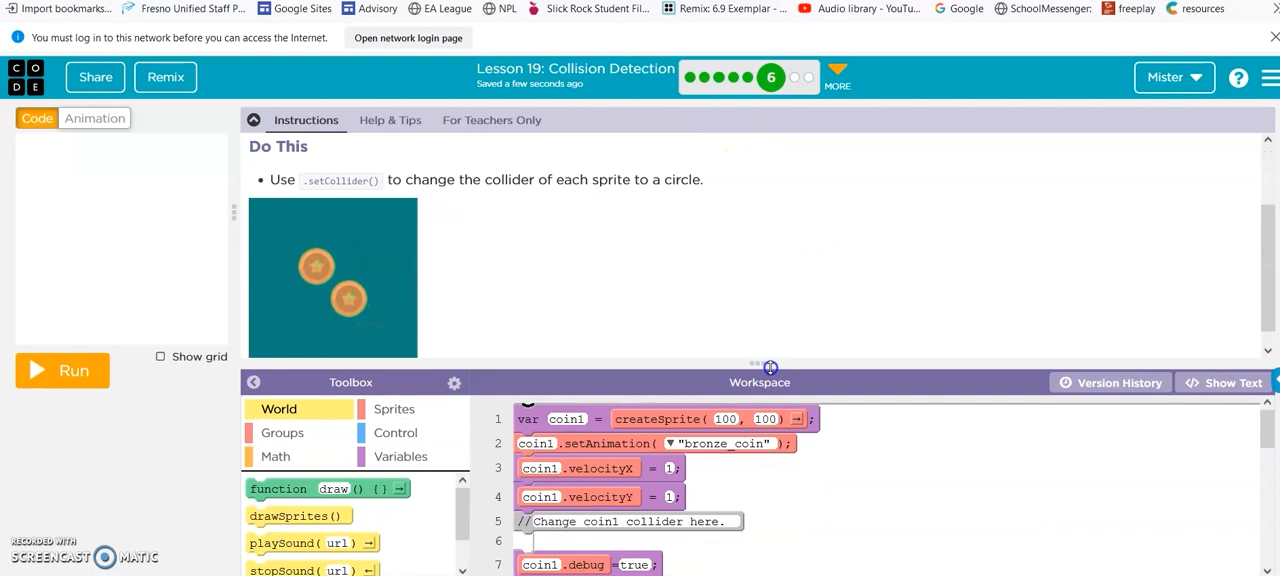 Import bookmarks... Fresno Unified Staff P... Google Sites Advisory EA League NPL Slick Rock Student Fil... Remix: 6.9 Exemplar - ... Audio library - YouTu... Google SchoolMessenger: freeplay resources
You must log in to this network before you can access the Internet. Open network login page
C O D E Share Remix Lesson 19: Collision Detection 6 MORE Mister ?
Saved a few seconds ago
Code Animation Instructions Help & Tips For Teachers Only
Do This
• Use .setCollider() to change the collider of each sprite to a circle.
Show grid
Run
Toolbox Workspace Version History </> Show Text
World Sprites
Groups Control
Math Variables
function draw() { }
drawSprites()
playSound( url )
stopSound( url )
1 var coin1 = createSprite( 100, 100) ;
2 coin1.setAnimation( "bronze_coin" );
3 coin1.velocityX = 1;
4 coin1.velocityY = 1;
5 //Change coin1 collider here.
6
7 coin1.debug =true;
RECORDED WITH
SCREENCAST MATIC